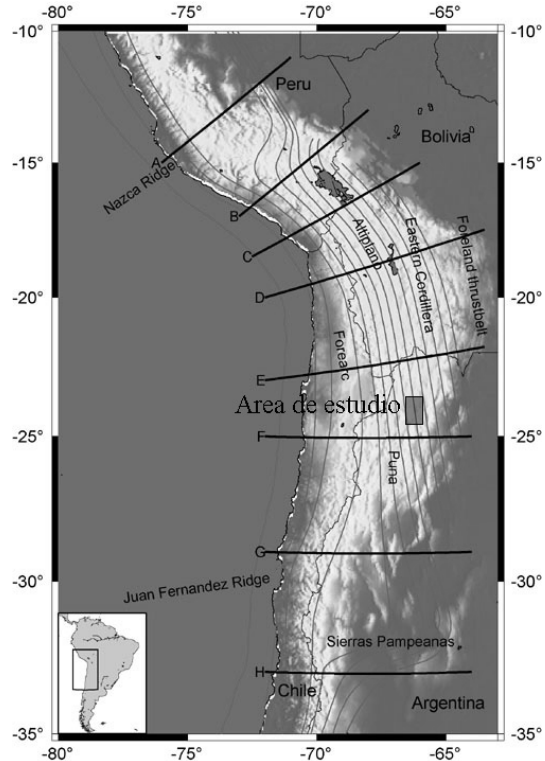 -80° -75° -70° -65°
-10° -10°
Peru
Bolivia
A
-15° -15°
Nazca Ridge
B
Altiplano
Eastern Cordillera
Foreland thrustbelt
C
D
-20° -20°
Forearc
E
Area de estudio
F
-25° -25°
Puna
G
Juan Fernandez Ridge
-30° -30°
Sierras Pampeanas
H
Chile
Argentina
-35° -35°
-80° -75° -70° -65°